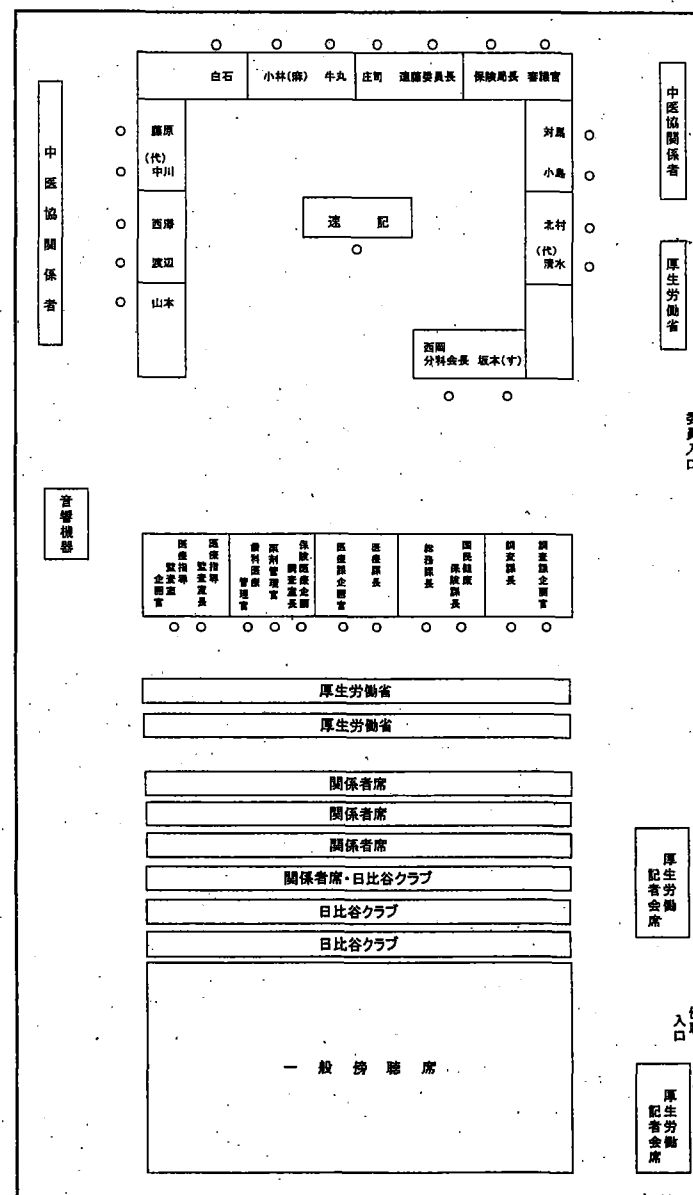 白石 小林(麻) 牛丸 庄司 遠藤委員長 保険局長 審議官
中医協関係者
藤原
(代)
中川
西澤
渡辺
山本
速記
対馬
小島
北村
(代)
清水
西岡
分科会長 坂本(す)
中医協関係者
厚生労働省
委員入口
音響機器
医療指導
監査室
企画官
医療指導
監査室長
歯科医療
管理官
薬剤管理官
保険医療企画
調査室長
医療課企画官
医療課長
総務課長
国民健康
保険課長
調査課長
調査課企画官
厚生労働省
厚生労働省
関係者席
関係者席
関係者席
関係者席・日比谷クラブ
日比谷クラブ
日比谷クラブ
一般傍聴席
厚生労働
記者会席
入口
厚生労働
記者会席